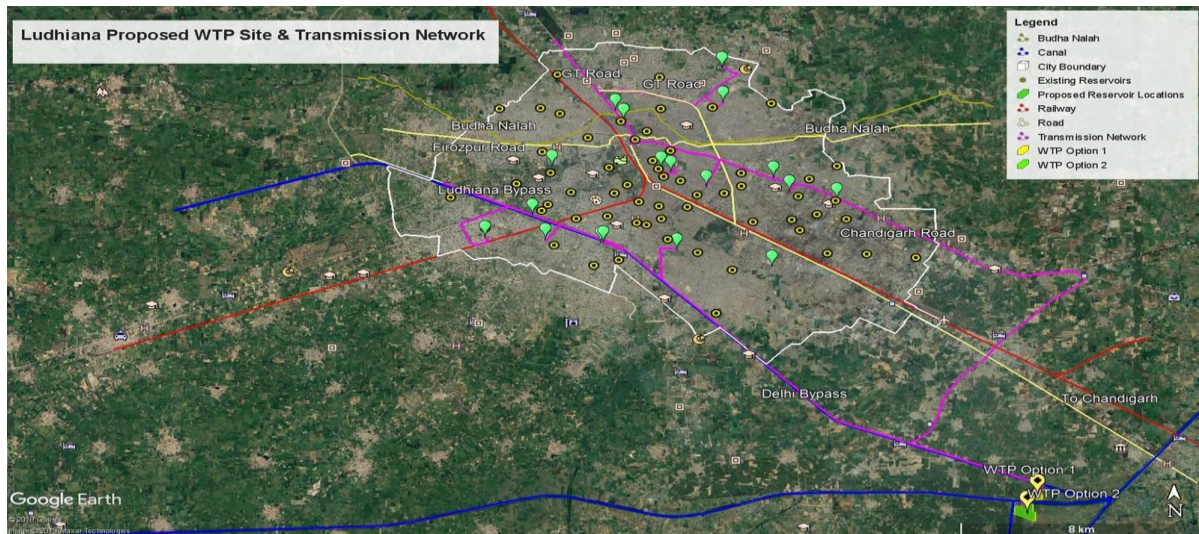 Ludhiana Proposed WTP Site & Transmission Network
Legend
Budha Nalah
Canal
City Boundary
Existing Reservoirs
Proposed Reservoir Locations
Railway
Road
Transmission Network
WTP Option 1
WTP Option 2
GT Road
GT Road
Budha Nalah
Budha Nalah
Firozpur Road
Ludhiana Bypass
Chandigarh Road
Delhi Bypass
To Chandigarh
WTP Option 1
WTP Option 2
Google Earth
N
8 km